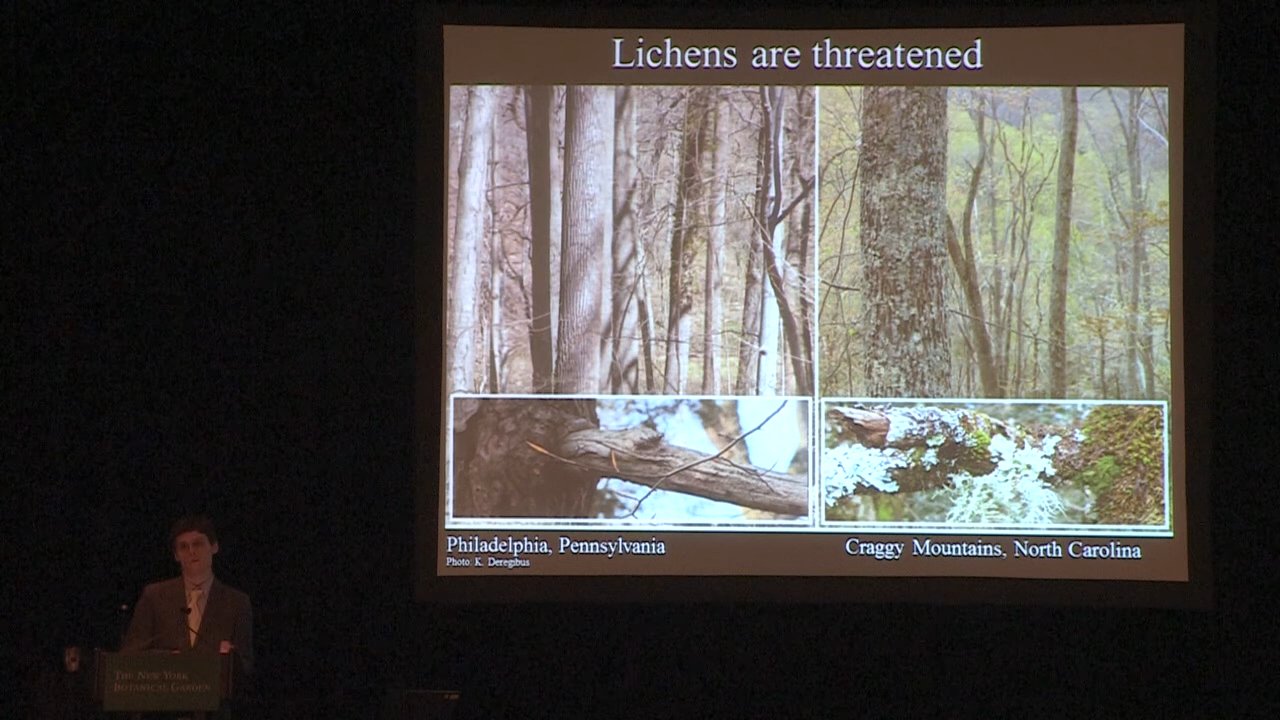 Lichens are threatened
Philadelphia, Pennsylvania
Photo: K. Deregibus
Craggy Mountains, North Carolina
THE NEW YORK
BOTANICAL GARDEN